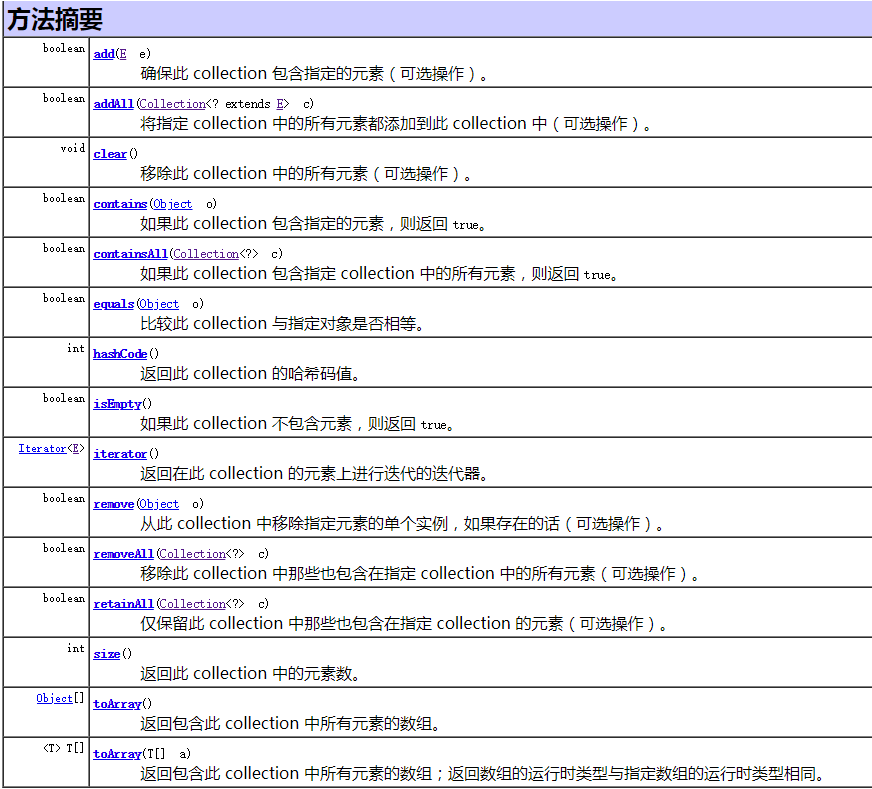 方法摘要
boolean add(E e)
确保此 collection 包含指定的元素（可选操作）。
boolean addAll(Collection<? extends E> c)
将指定 collection 中的所有元素都添加到此 collection 中（可选操作）。
void clear()
移除此 collection 中的所有元素（可选操作）。
boolean contains(Object o)
如果此 collection 包含指定的元素，则返回 true。
boolean containsAll(Collection<?> c)
如果此 collection 包含指定 collection 中的所有元素，则返回 true。
boolean equals(Object o)
比较此 collection 与指定对象是否相等。
int hashCode()
返回此 collection 的哈希码值。
boolean isEmpty()
如果此 collection 不包含元素，则返回 true。
Iterator<E> iterator()
返回在此 collection 的元素上进行迭代的迭代器。
boolean remove(Object o)
从此 collection 中移除指定元素的单个实例，如果存在的话（可选操作）。
boolean removeAll(Collection<?> c)
移除此 collection 中那些也包含在指定 collection 中的所有元素（可选操作）。
boolean retainAll(Collection<?> c)
仅保留此 collection 中那些也包含在指定 collection 的元素（可选操作）。
int size()
返回此 collection 中的元素数。
Object[] toArray()
返回包含此 collection 中所有元素的数组。
<T> T[] toArray(T[] a)
返回包含此 collection 中所有元素的数组；返回数组的运行时类型与指定数组的运行时类型相同。